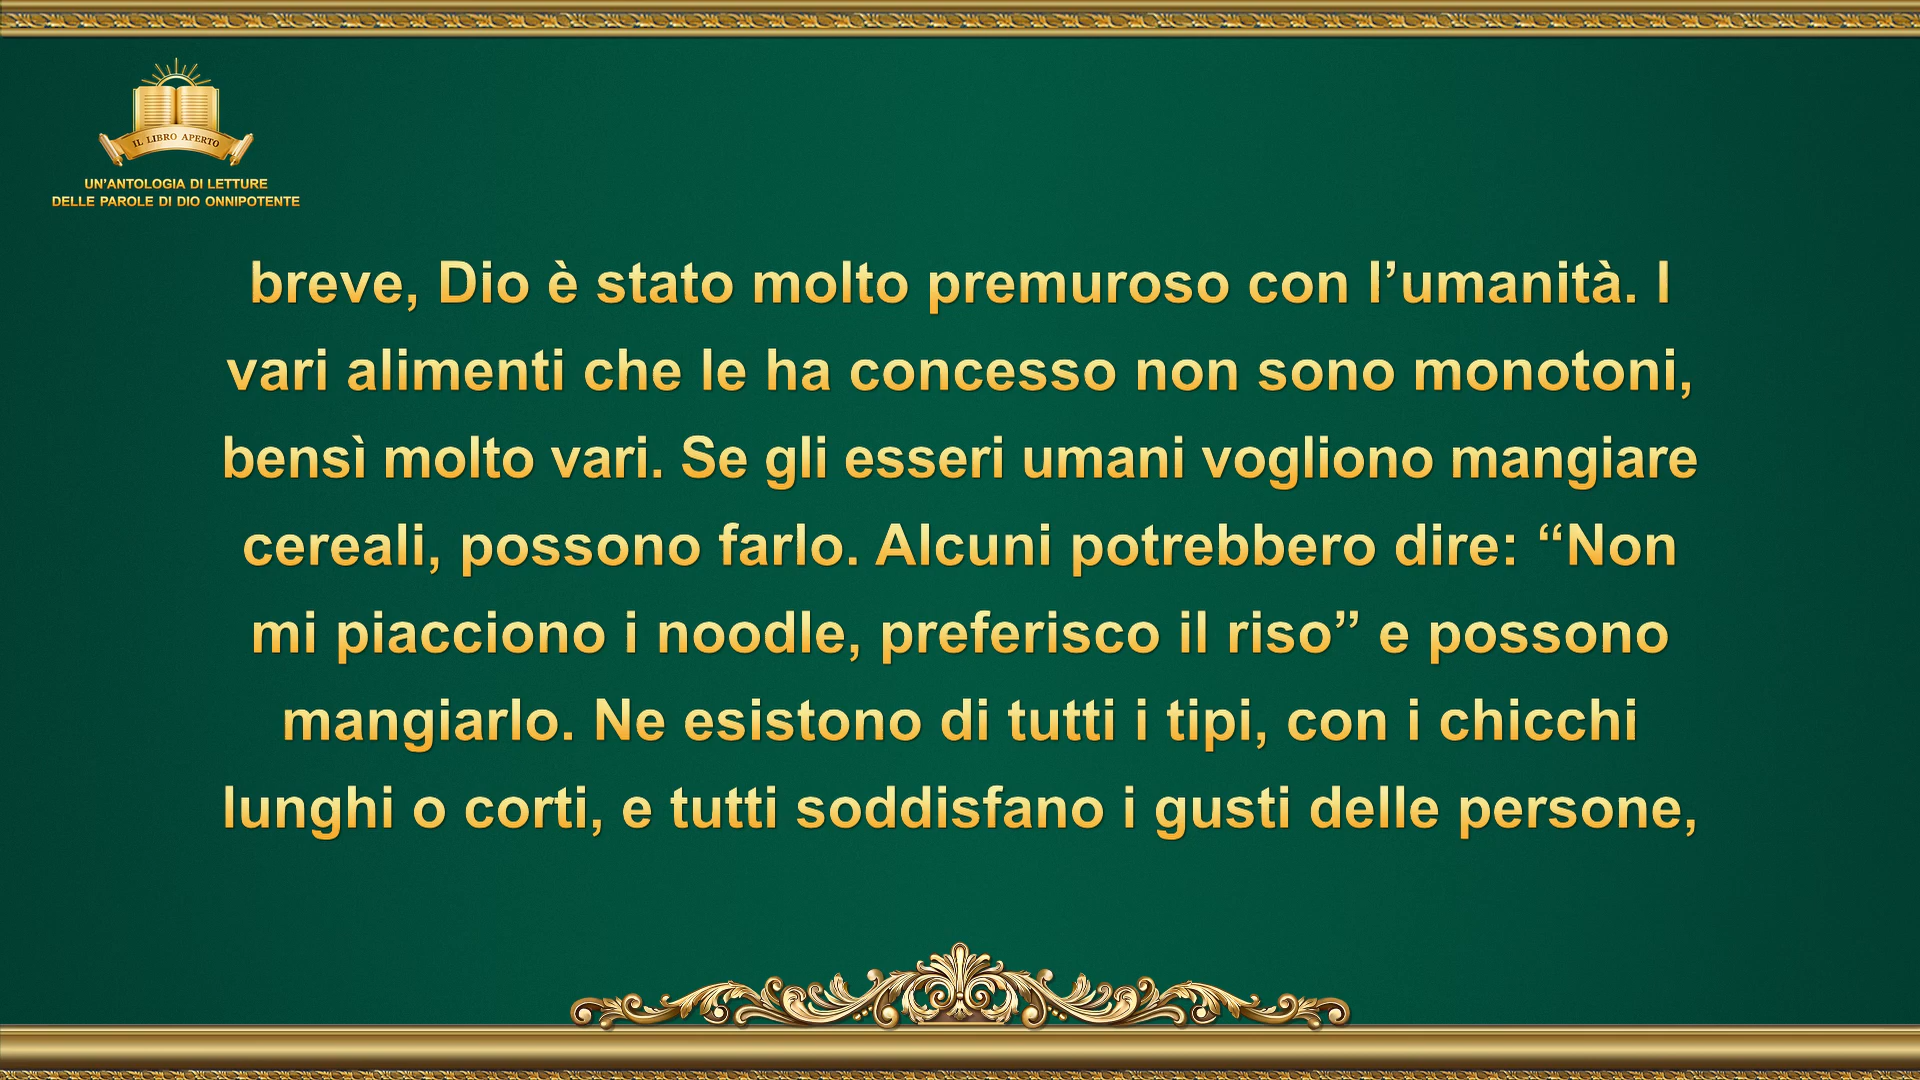 IL LIBRO APERTO
UN'ANTOLOGIA DI LETTURE
DELLE PAROLE DI DIO ONNIPOTENTE
breve, Dio è stato molto premuroso con l’umanità. I
vari alimenti che le ha concesso non sono monotoni,
bensì molto vari. Se gli esseri umani vogliono mangiare
cereali, possono farlo. Alcuni potrebbero dire: “Non
mi piacciono i noodle, preferisco il riso” e possono
mangiarlo. Ne esistono di tutti i tipi, con i chicchi
lunghi o corti, e tutti soddisfano i gusti delle persone,